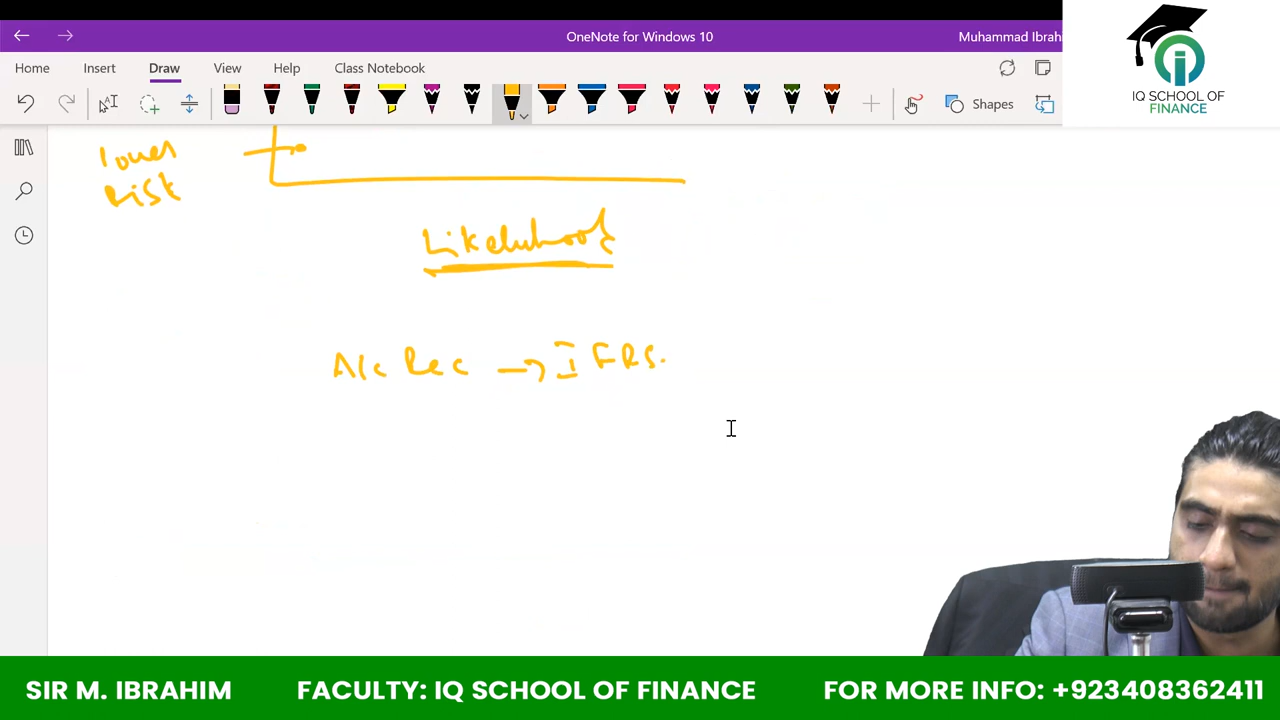 OneNote for Windows 10
Muhammad Ibrah
Home Insert Draw View Help Class Notebook
Shapes
IQ SCHOOL OF
FINANCE
lower
Risk
Likelihood
A/c Rec → IFRS.
SIR M. IBRAHIM
FACULTY: IQ SCHOOL OF FINANCE
FOR MORE INFO: +923408362411